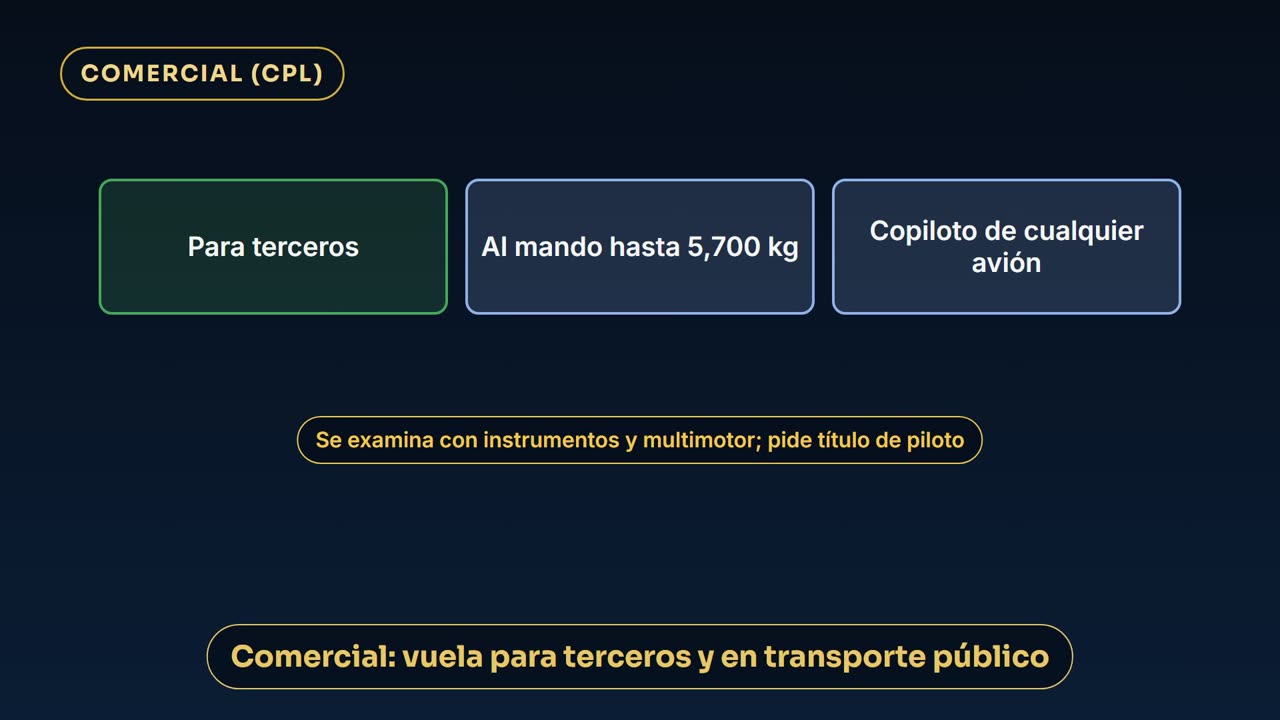 COMERCIAL (CPL)
Para terceros
Al mando hasta 5,700 kg
Copiloto de cualquier
avión
Se examina con instrumentos y multimotor; pide título de piloto
Comercial: vuela para terceros y en transporte público